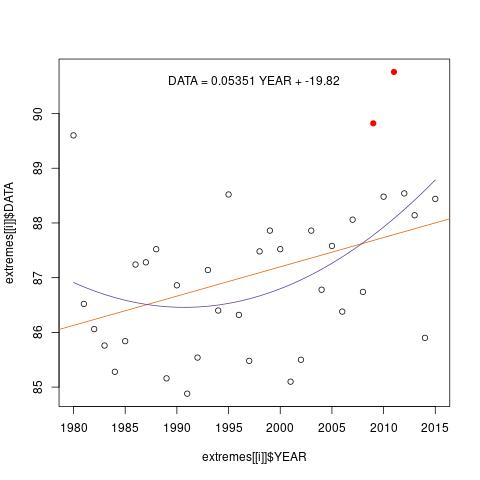 DATA = 0.05351 YEAR + -19.82
extremes[[i]]$DATA
90
89
88
87
86
85
1980 1985 1990 1995 2000 2005 2010 2015
extremes[[i]]$YEAR